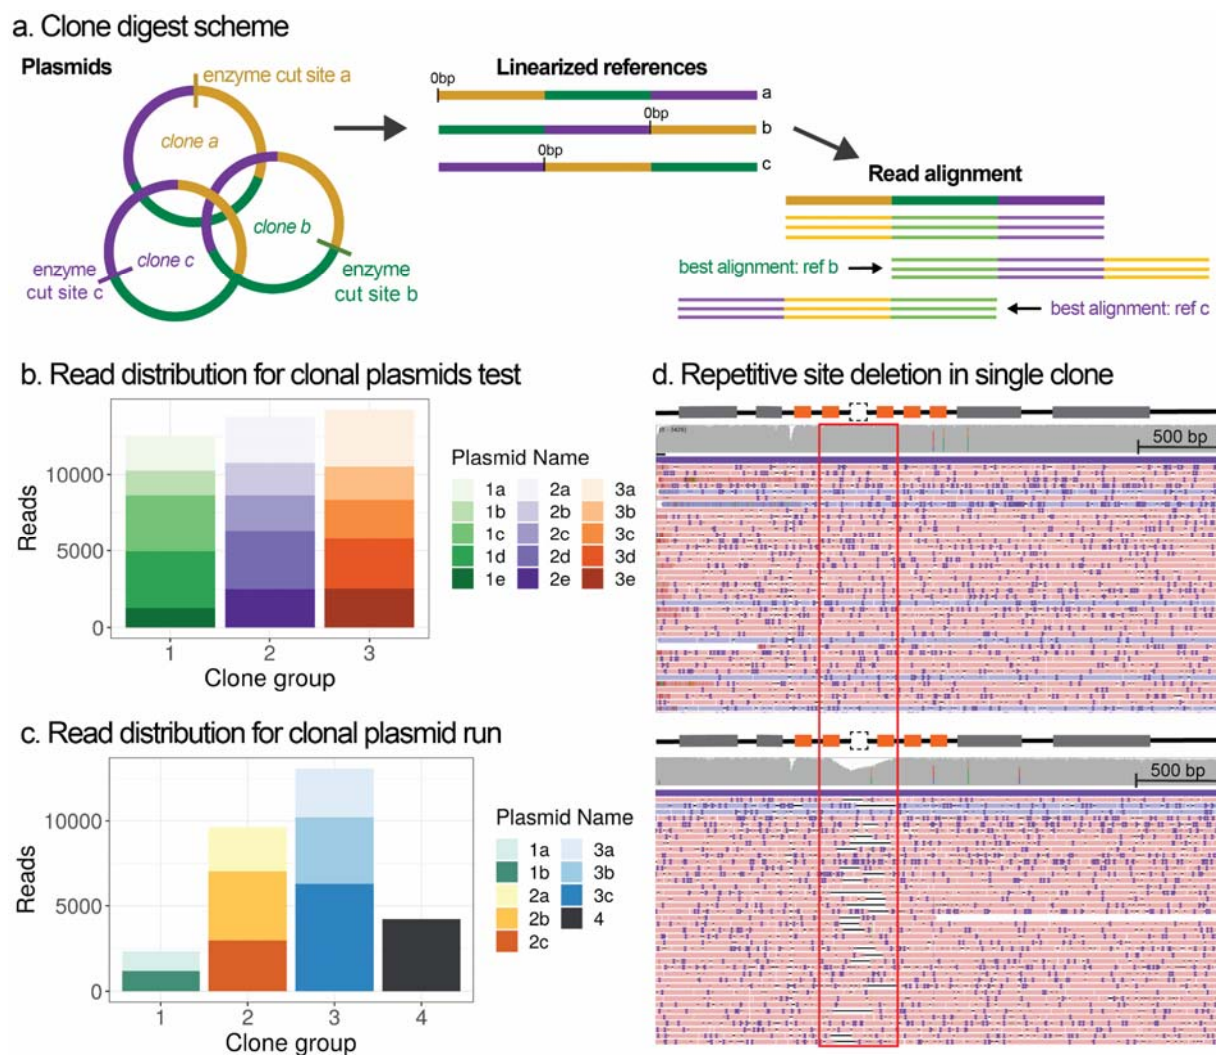 a. Clone digest scheme
Plasmids
enzyme cut site a
clone a
clone b
clone c
enzyme
cut site c
enzyme
cut site b
Linearized references
0bp
a
0bp
b
0bp
c
Read alignment
best alignment: ref b
best alignment: ref c
b. Read distribution for clonal plasmids test
Reads
10000
5000
0
1 2 3
Clone group
Plasmid Name
1a 2a 3a
1b 2b 3b
1c 2c 3c
1d 2d 3d
1e 2e 3e
c. Read distribution for clonal plasmid run
Reads
10000
5000
0
1 2 3 4
Clone group
Plasmid Name
1a 3a
1b 3b
2a 3c
2b 4
2c
d. Repetitive site deletion in single clone
500 bp
500 bp